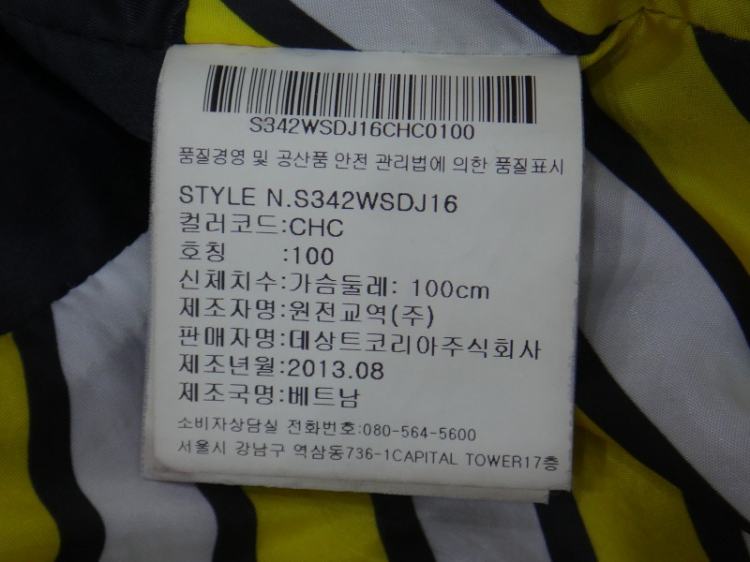 S342WSDJ16CHC0100
품질경영 및 공산품 안전 관리법에 의한 품질표시
STYLE N.S342WSDJ16
컬러코드:CHC
호칭 :100
신체치수:가슴둘레: 100cm
제조자명:원전교역(주)
판매자명:데상트코리아주식회사
제조년월:2013.08
제조국명:베트남
소비자상담실 전화번호:080-564-5600
서울시 강남구 역삼동736-1CAPITAL TOWER17층